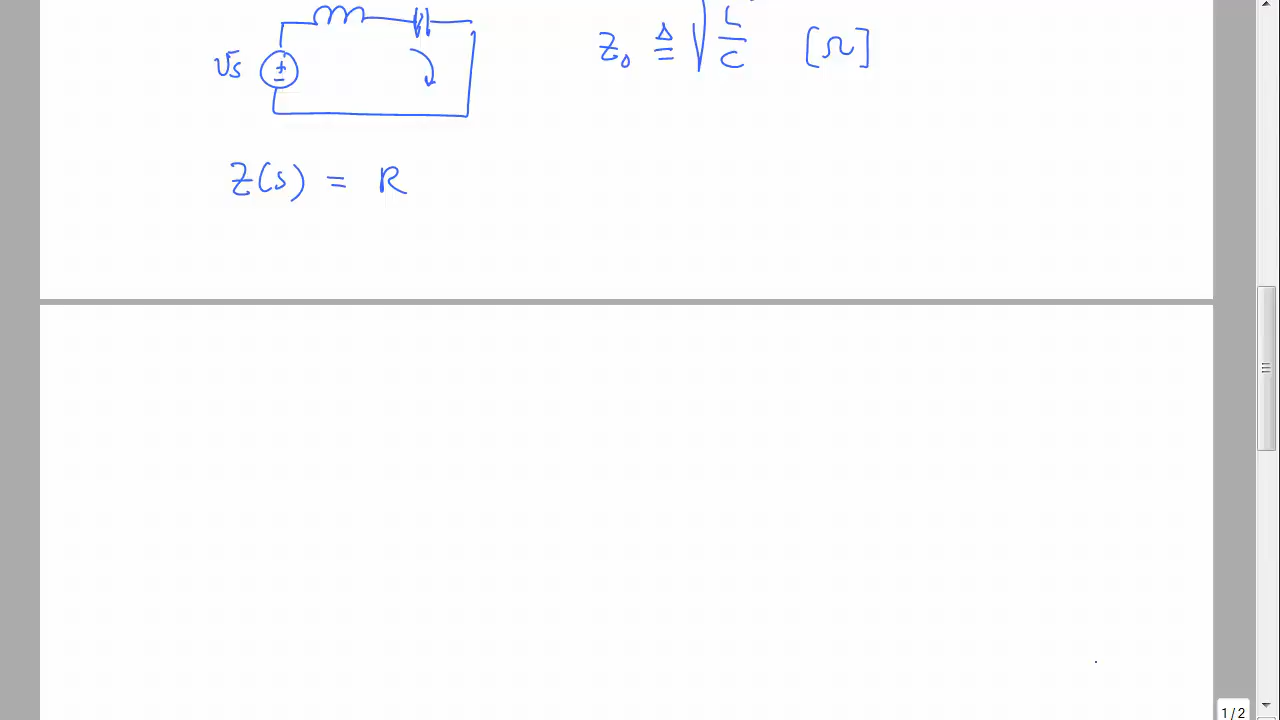 Vs
+
-
Z₀ ≜ √(L/C) [Ω]
Z(s) = R
1/2